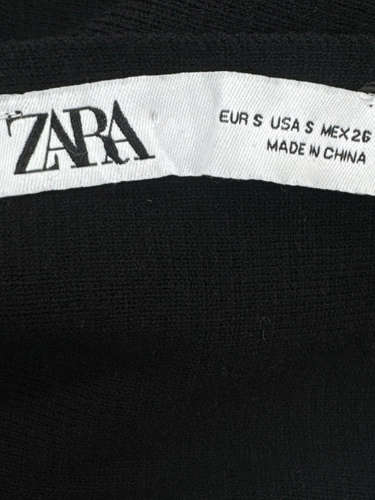 ZARA
EUR S USA S MEX 26
MADE IN CHINA